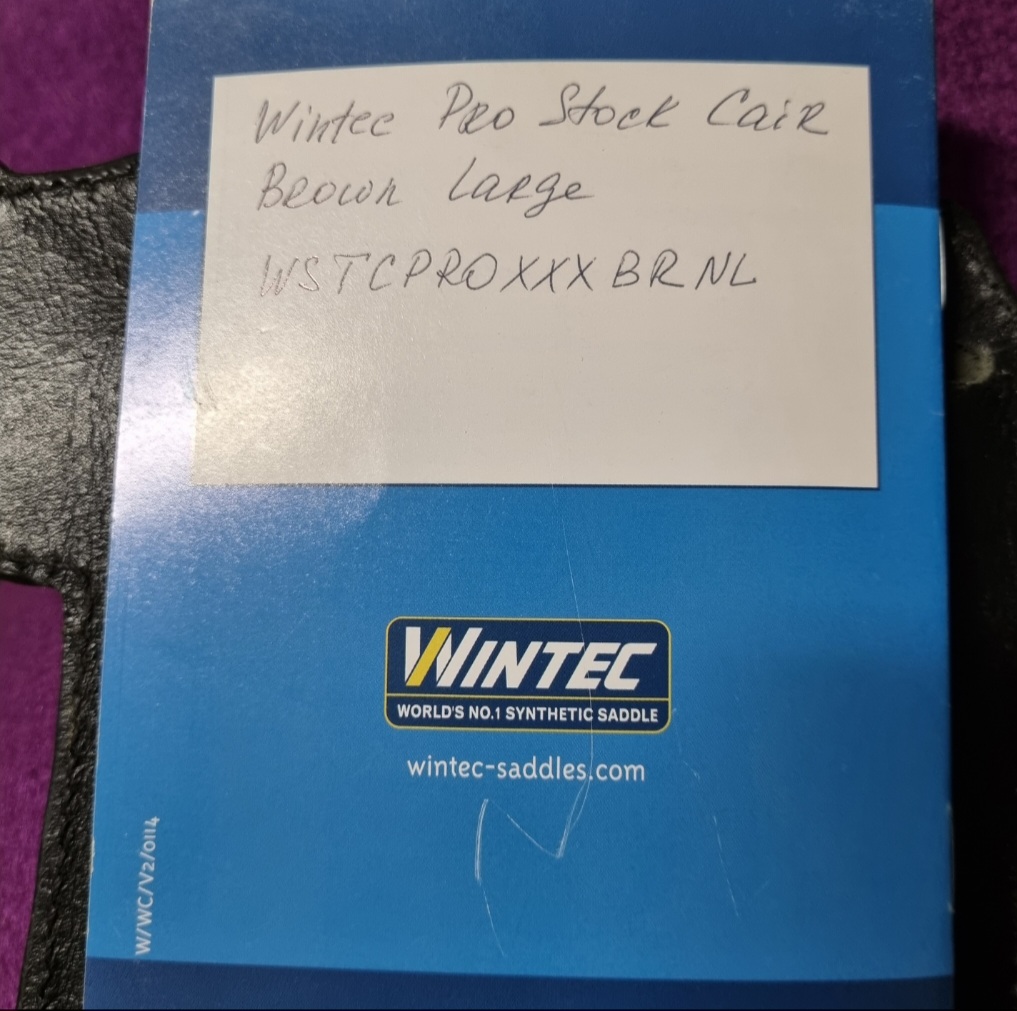 Wintec Pro Stock Cair
Brown Large
WSTCPROXXXBRNL
WINTEC
WORLD'S NO.1 SYNTHETIC SADDLE
wintec-saddles.com
W/WC/V2/0114